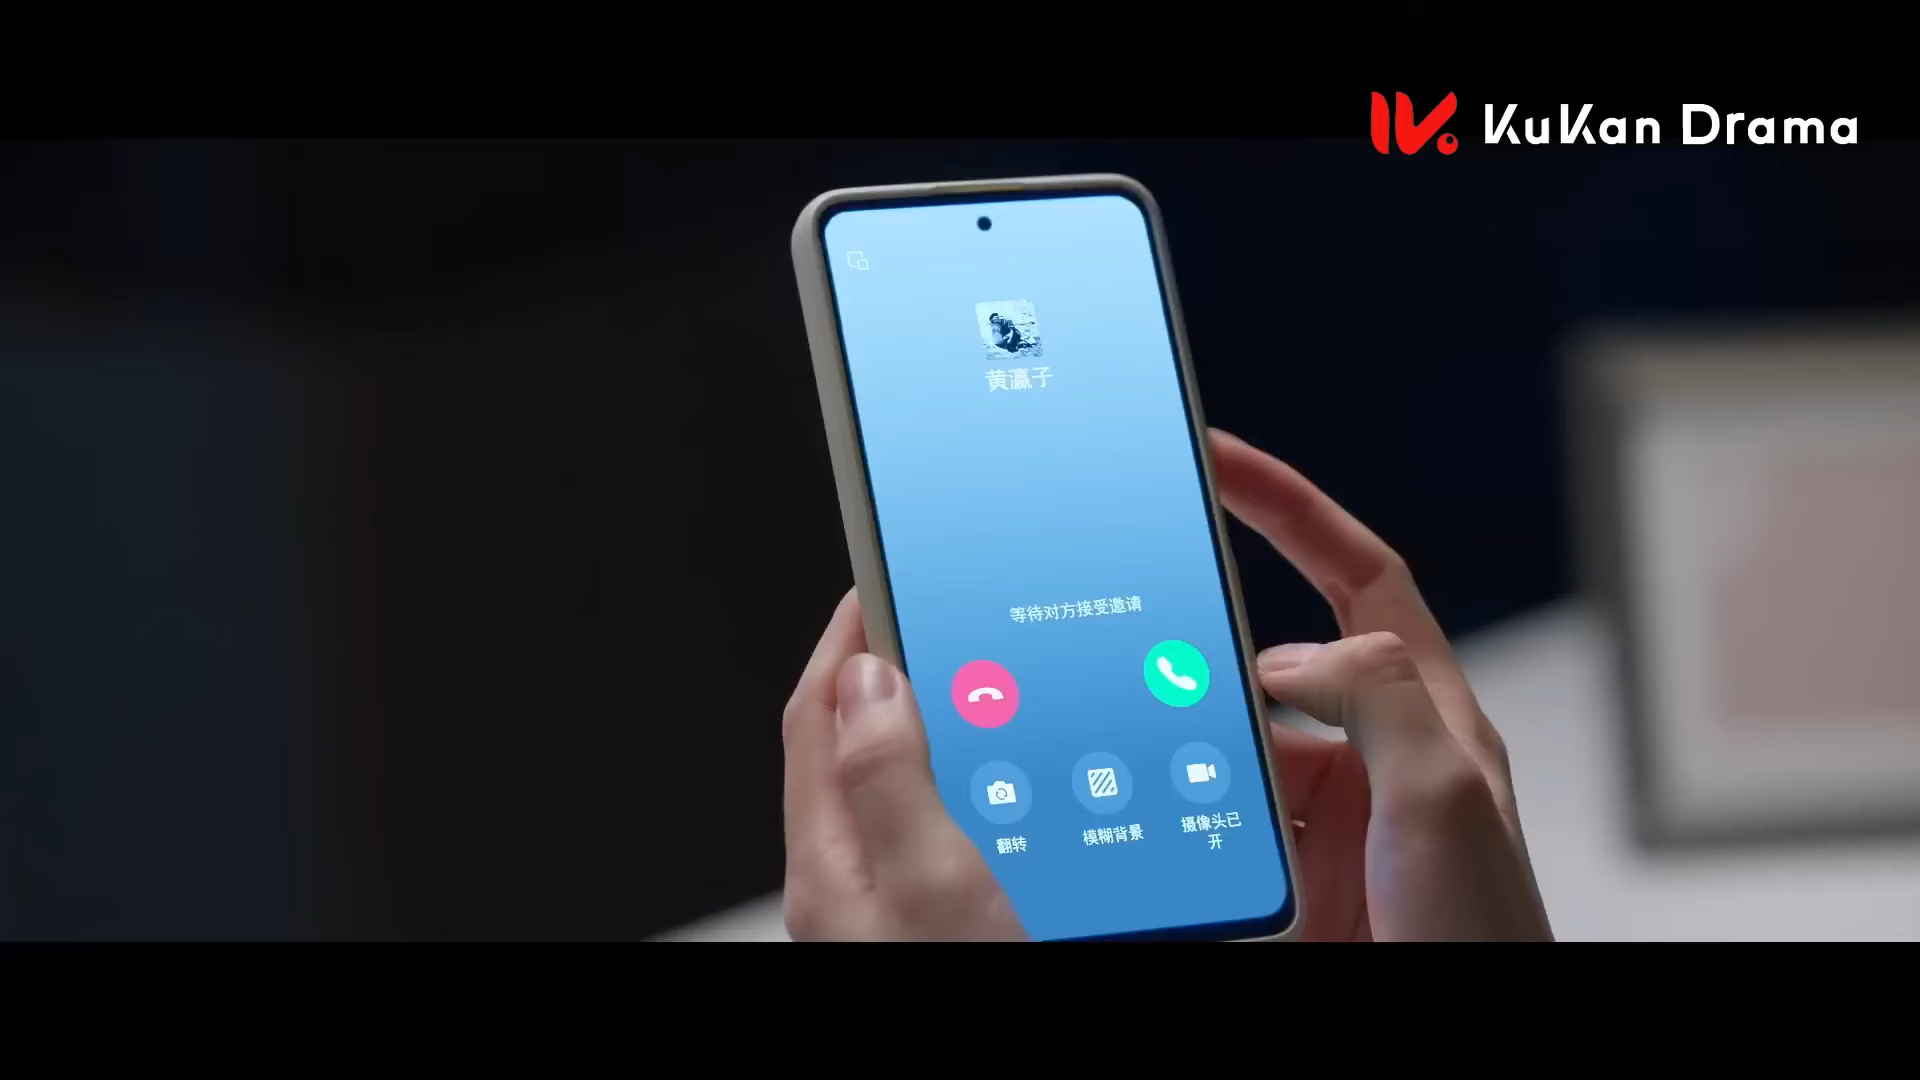 KuKan Drama
黄瀛子
等待对方接受邀请
翻转
模糊背景
摄像头已
开